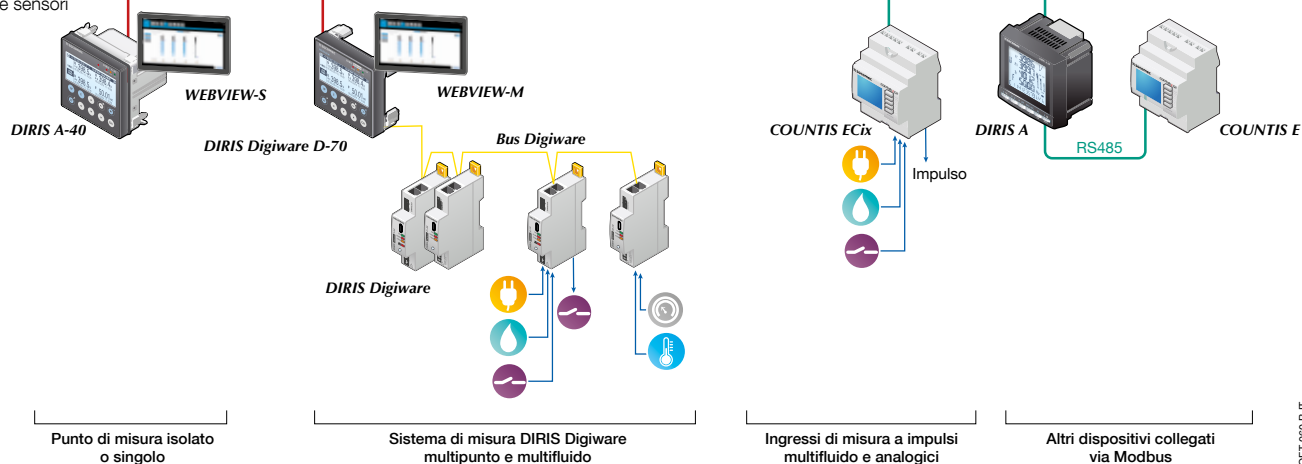 e sensori
WEBVIEW-S
WEBVIEW-M
DIRIS A-40
DIRIS Digiware D-70
Bus Digiware
COUNTIS ECix
DIRIS A
COUNTIS E
RS485
Impulso
DIRIS Digiware
Punto di misura isolato
o singolo
Sistema di misura DIRIS Digiware
multipunto e multifluido
Ingressi di misura a impulsi
multifluido e analogici
Altri dispositivi collegati
via Modbus